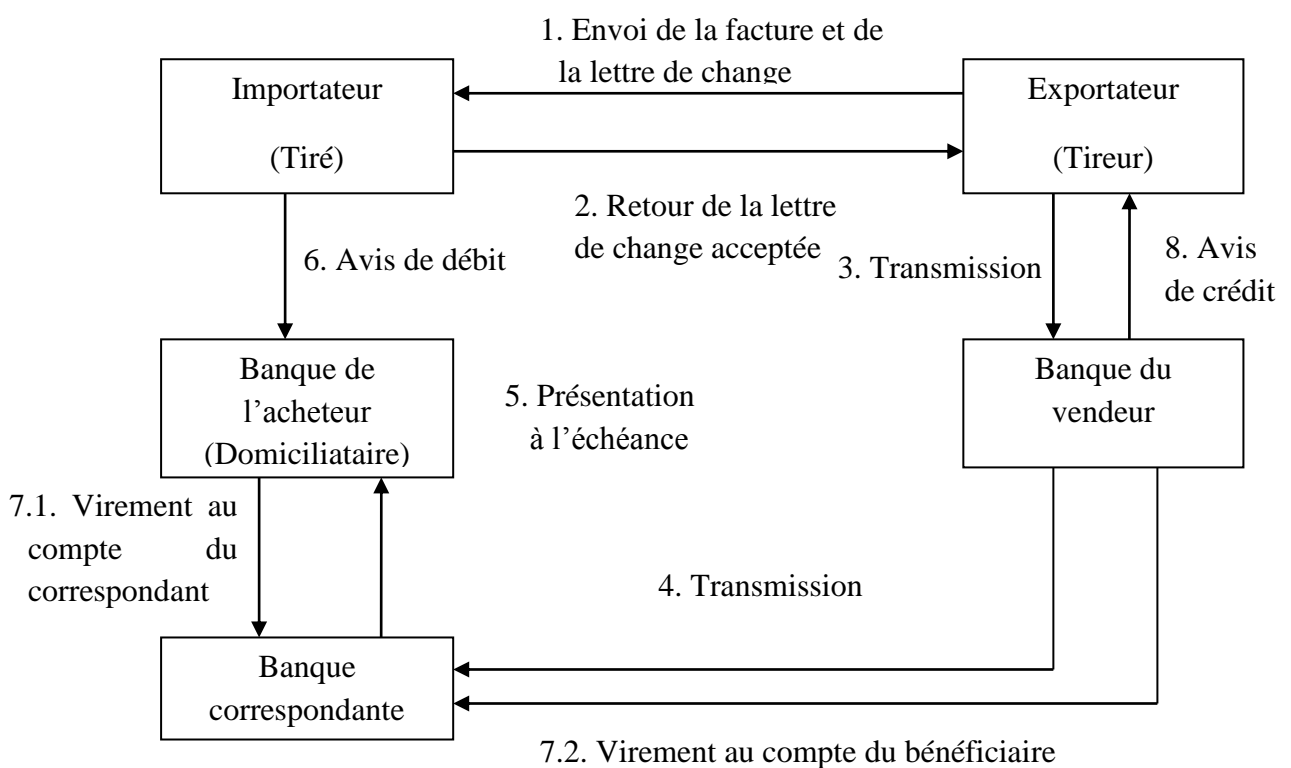 1. Envoi de la facture et de
la lettre de change
Importateur
(Tiré)
Exportateur
(Tireur)
2. Retour de la lettre
de change acceptée
6. Avis de débit
3. Transmission
8. Avis
de crédit
Banque de
l’acheteur
(Domiciliataire)
5. Présentation
à l’échéance
Banque du
vendeur
7.1. Virement au
compte du
correspondant
4. Transmission
Banque
correspondante
7.2. Virement au compte du bénéficiaire